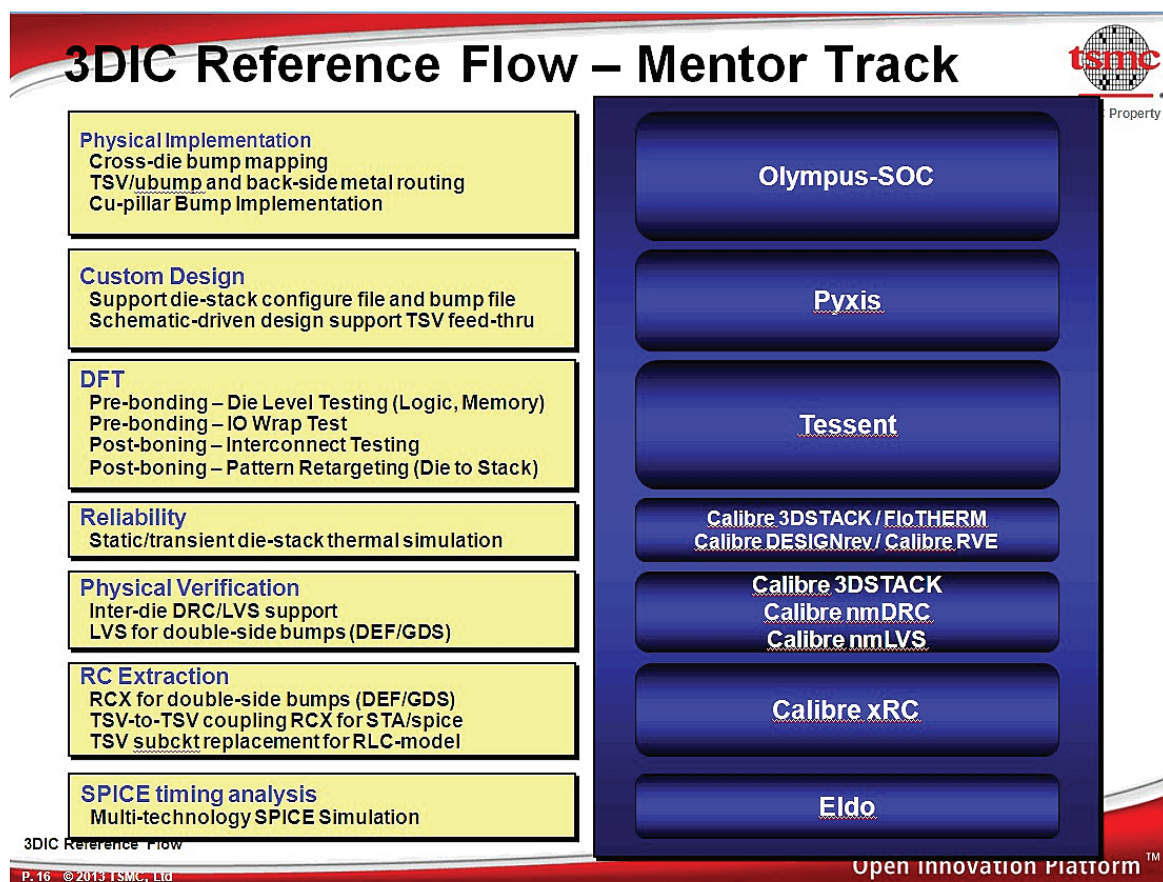 3DIC Reference Flow – Mentor Track
tsmc
Property
Physical Implementation
Cross-die bump mapping
TSV/ubump and back-side metal routing
Cu-pillar Bump Implementation
Olympus-SOC
Custom Design
Support die-stack configure file and bump file
Schematic-driven design support TSV feed-thru
Pyxis
DFT
Pre-bonding – Die Level Testing (Logic, Memory)
Pre-bonding – IO Wrap Test
Post-boning – Interconnect Testing
Post-boning – Pattern Retargeting (Die to Stack)
Tessent
Reliability
Static/transient die-stack thermal simulation
Calibre 3DSTACK / FloTHERM
Calibre DESIGNrev / Calibre RVE
Physical Verification
Inter-die DRC/LVS support
LVS for double-side bumps (DEF/GDS)
Calibre 3DSTACK
Calibre nmDRC
Calibre nmLVS
RC Extraction
RCX for double-side bumps (DEF/GDS)
TSV-to-TSV coupling RCX for STA/spice
TSV subckt replacement for RLC-model
Calibre xRC
SPICE timing analysis
Multi-technology SPICE Simulation
Eldo
3DIC Reference Flow
P. 16 © 2013 TSMC, Ltd
Open Innovation Platform™